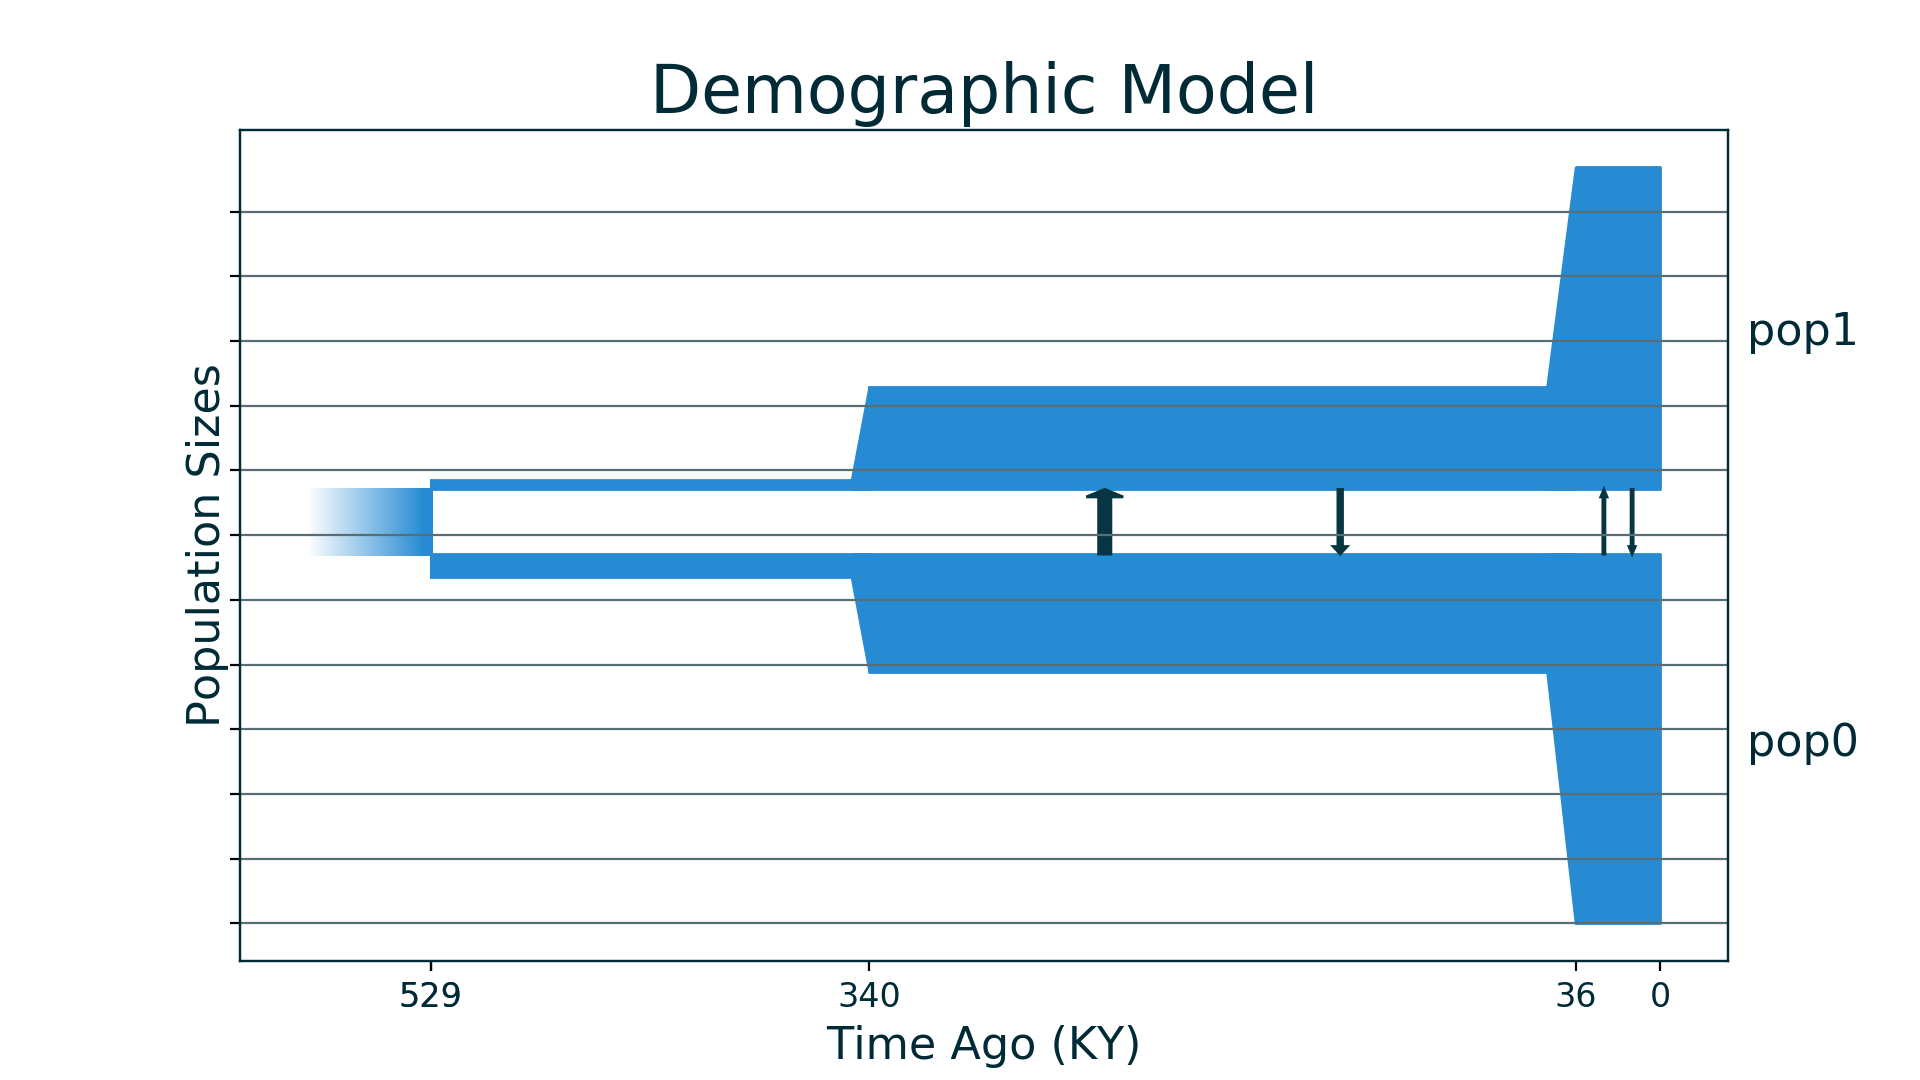 Demographic Model
Population Sizes
pop1
pop0
529
340
36
0
Time Ago (KY)